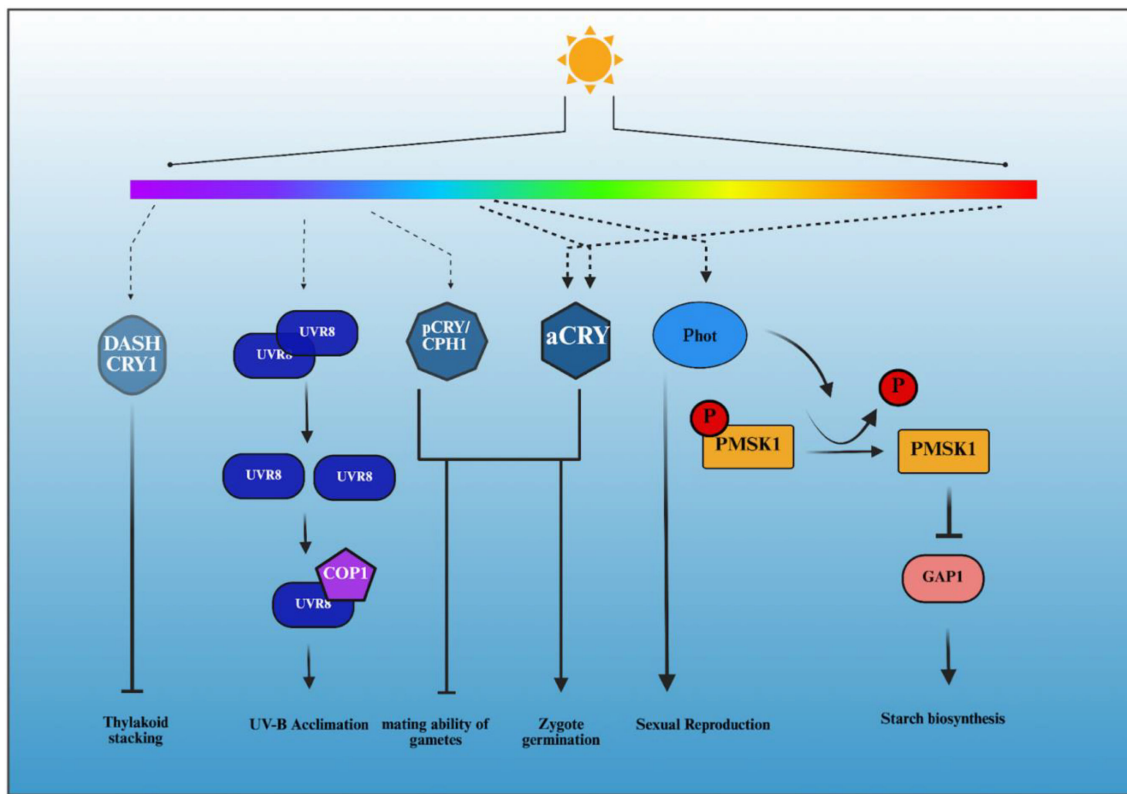 DASH
CRY1
UVR8
UVR8
pCRY/
CPH1
aCRY
Phot
P
P
PMSK1
PMSK1
UVR8
UVR8
COP1
UVR8
GAP1
Thylakoid
stacking
UV-B Acclimation
mating ability of
gametes
Zygote
germination
Sexual Reproduction
Starch biosynthesis